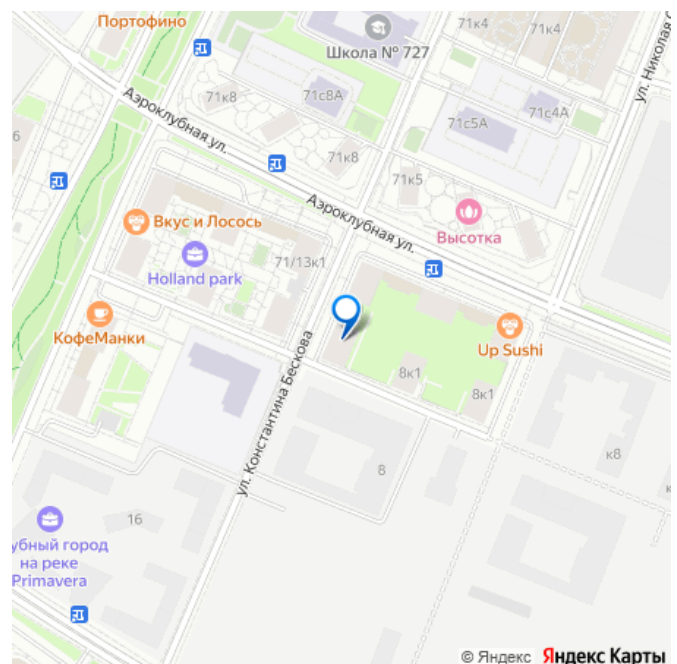 Портофино
71к4
71к4
Школа № 727
71к8
71с8А
71с5А
71с4А
Аэроклубная ул.
71к8
71к5
Вкус и Лосось
Аэроклубная ул.
Высотка
71/13к1
Holland park
КофеМанки
Up Sushi
ул. Константина Бескова
8к1
8к1
8
к8
16
убный город
на реке
Primavera
© Яндекс Яндекс Карты